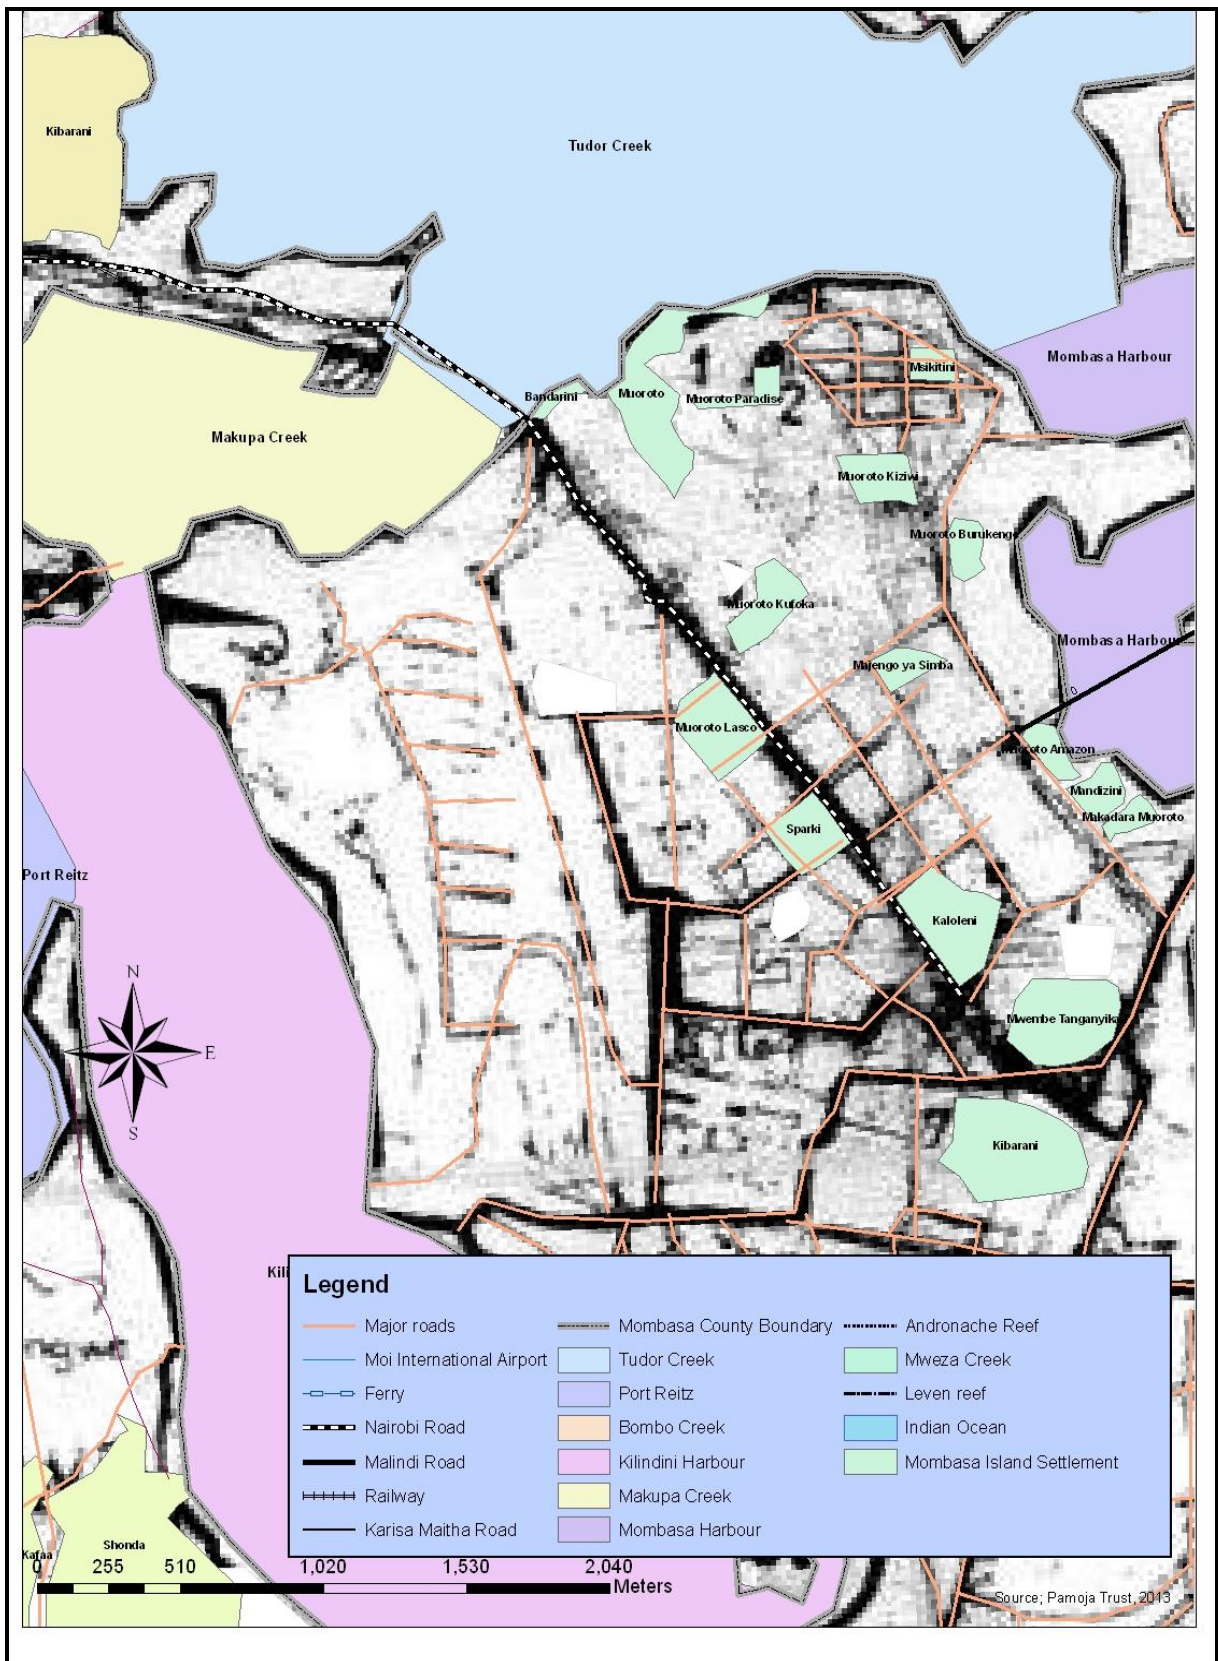 Kibarani
Tudor Creek
Mombasa Harbour
Msikitini
Bandarini
Muoroto
Muoroto Paradise
Makupa Creek
Muoroto Kiziwi
Muoroto Burukenge
Muoroto Kufoka
Mombasa Harbour
Majengo ya Simba
0
Muoroto Lasco
Muoroto Amazon
Mandizini
Makadara Muoroto
Sparki
Port Reitz
Kaloleni
N
E
S
Mwembe Tanganyika
Kibarani
Kili
Legend
Major roads
Moi International Airport
Ferry
Nairobi Road
Malindi Road
Railway
Karisa Maitha Road
Mombasa County Boundary
Tudor Creek
Port Reitz
Bombo Creek
Kilindini Harbour
Makupa Creek
Mombasa Harbour
Andronache Reef
Mweza Creek
Leven reef
Indian Ocean
Mombasa Island Settlement
Shonda
Kafaa
0 255 510 1,020 1,530 2,040
Meters
Source; Pamoja Trust, 2013